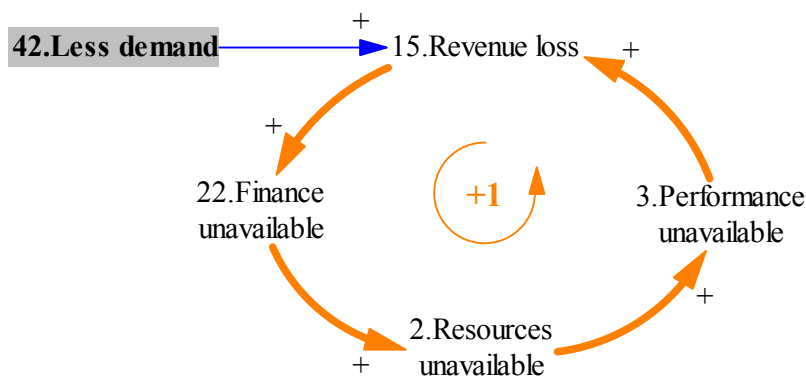 +
42.Less demand
15.Revenue loss
+
+
22.Finance
unavailable
+1
3.Performance
unavailable
+
2.Resources
unavailable
+